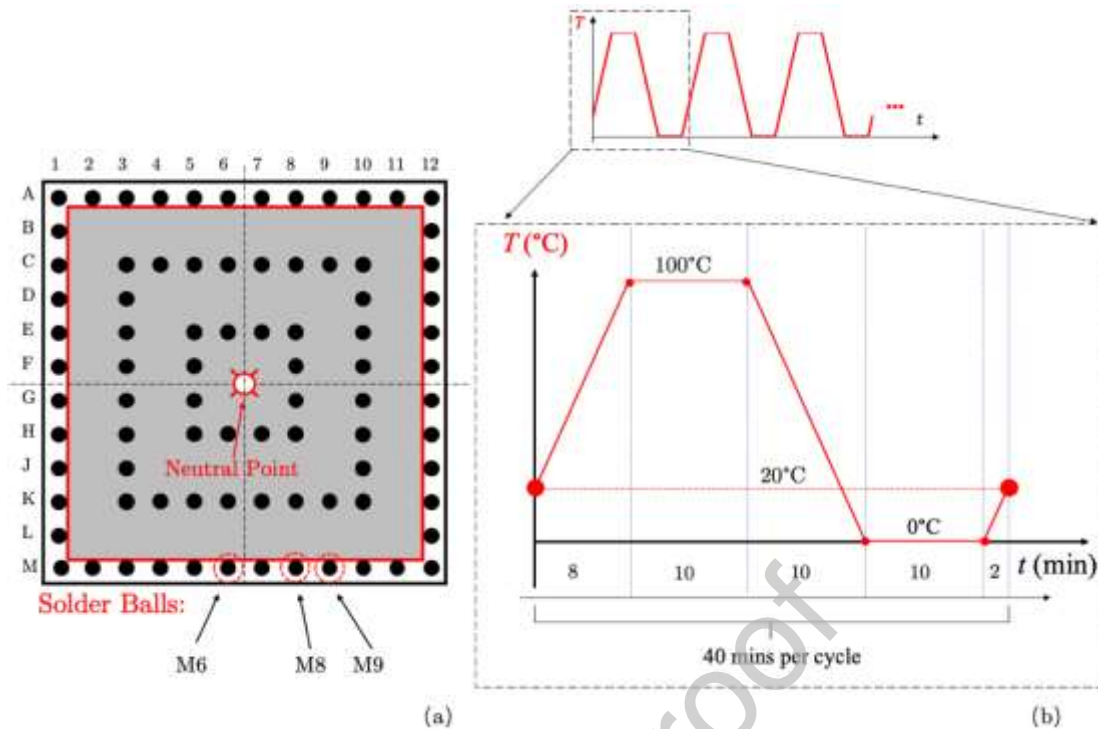 T
t
...
1 2 3 4 5 6 7 8 9 10 11 12
A
B
C
D
E
F
G
H
J
K
L
M
Neutral Point
Solder Balls:
M6 M8 M9
(a)
T (°C)
100°C
20°C
0°C
8 10 10 10 2 t (min)
40 mins per cycle
roof
(b)